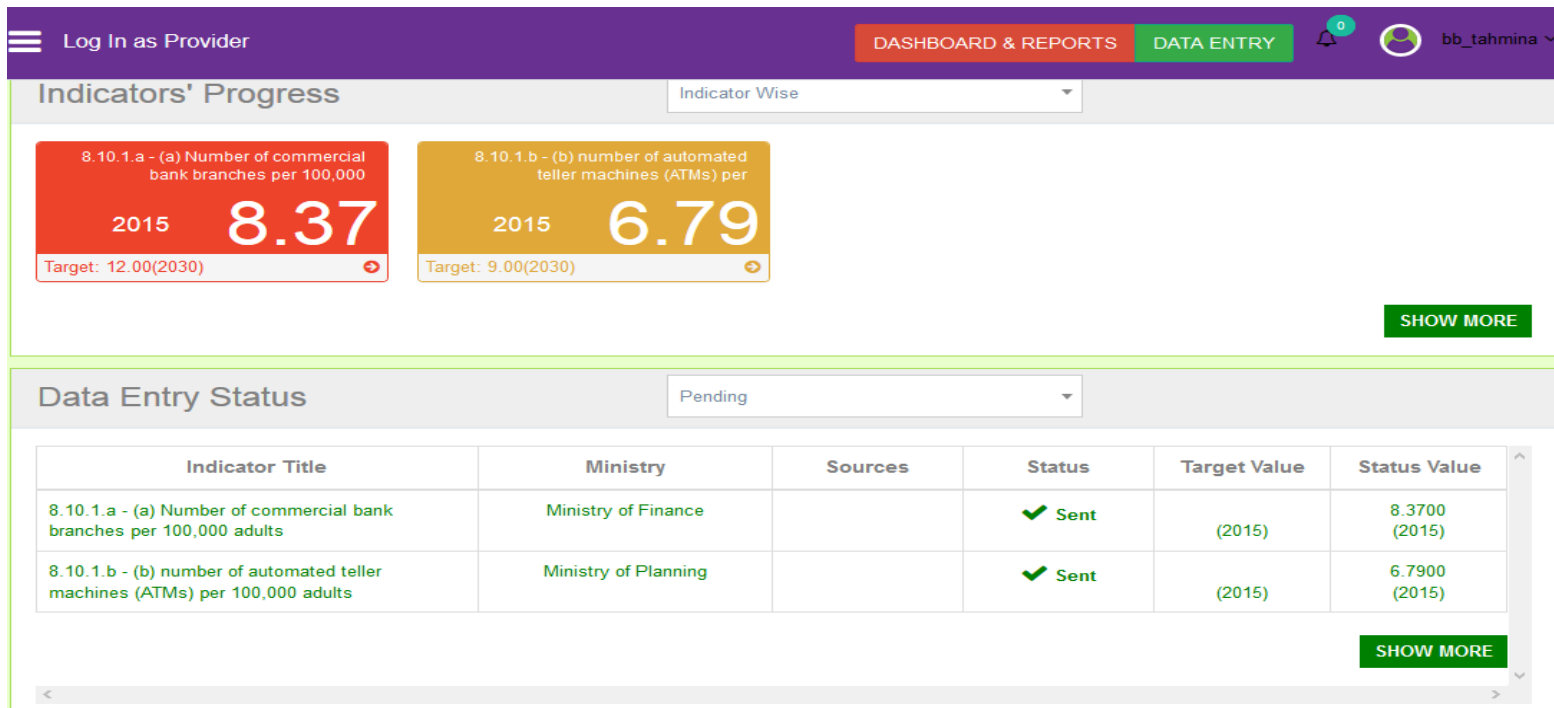 Log In as Provider
DASHBOARD & REPORTS
DATA ENTRY
0
bb_tahmina
Indicators' Progress
Indicator Wise
8.10.1.a - (a) Number of commercial
bank branches per 100,000
2015 8.37
Target: 12.00(2030)
8.10.1.b - (b) number of automated
teller machines (ATMs) per
2015 6.79
Target: 9.00(2030)
SHOW MORE
Data Entry Status
Pending
Indicator Title Ministry Sources Status Target Value Status Value
8.10.1.a - (a) Number of commercial bank
branches per 100,000 adults
Ministry of Finance
Sent
(2015)
8.3700
(2015)
8.10.1.b - (b) number of automated teller
machines (ATMs) per 100,000 adults
Ministry of Planning
Sent
(2015)
6.7900
(2015)
SHOW MORE